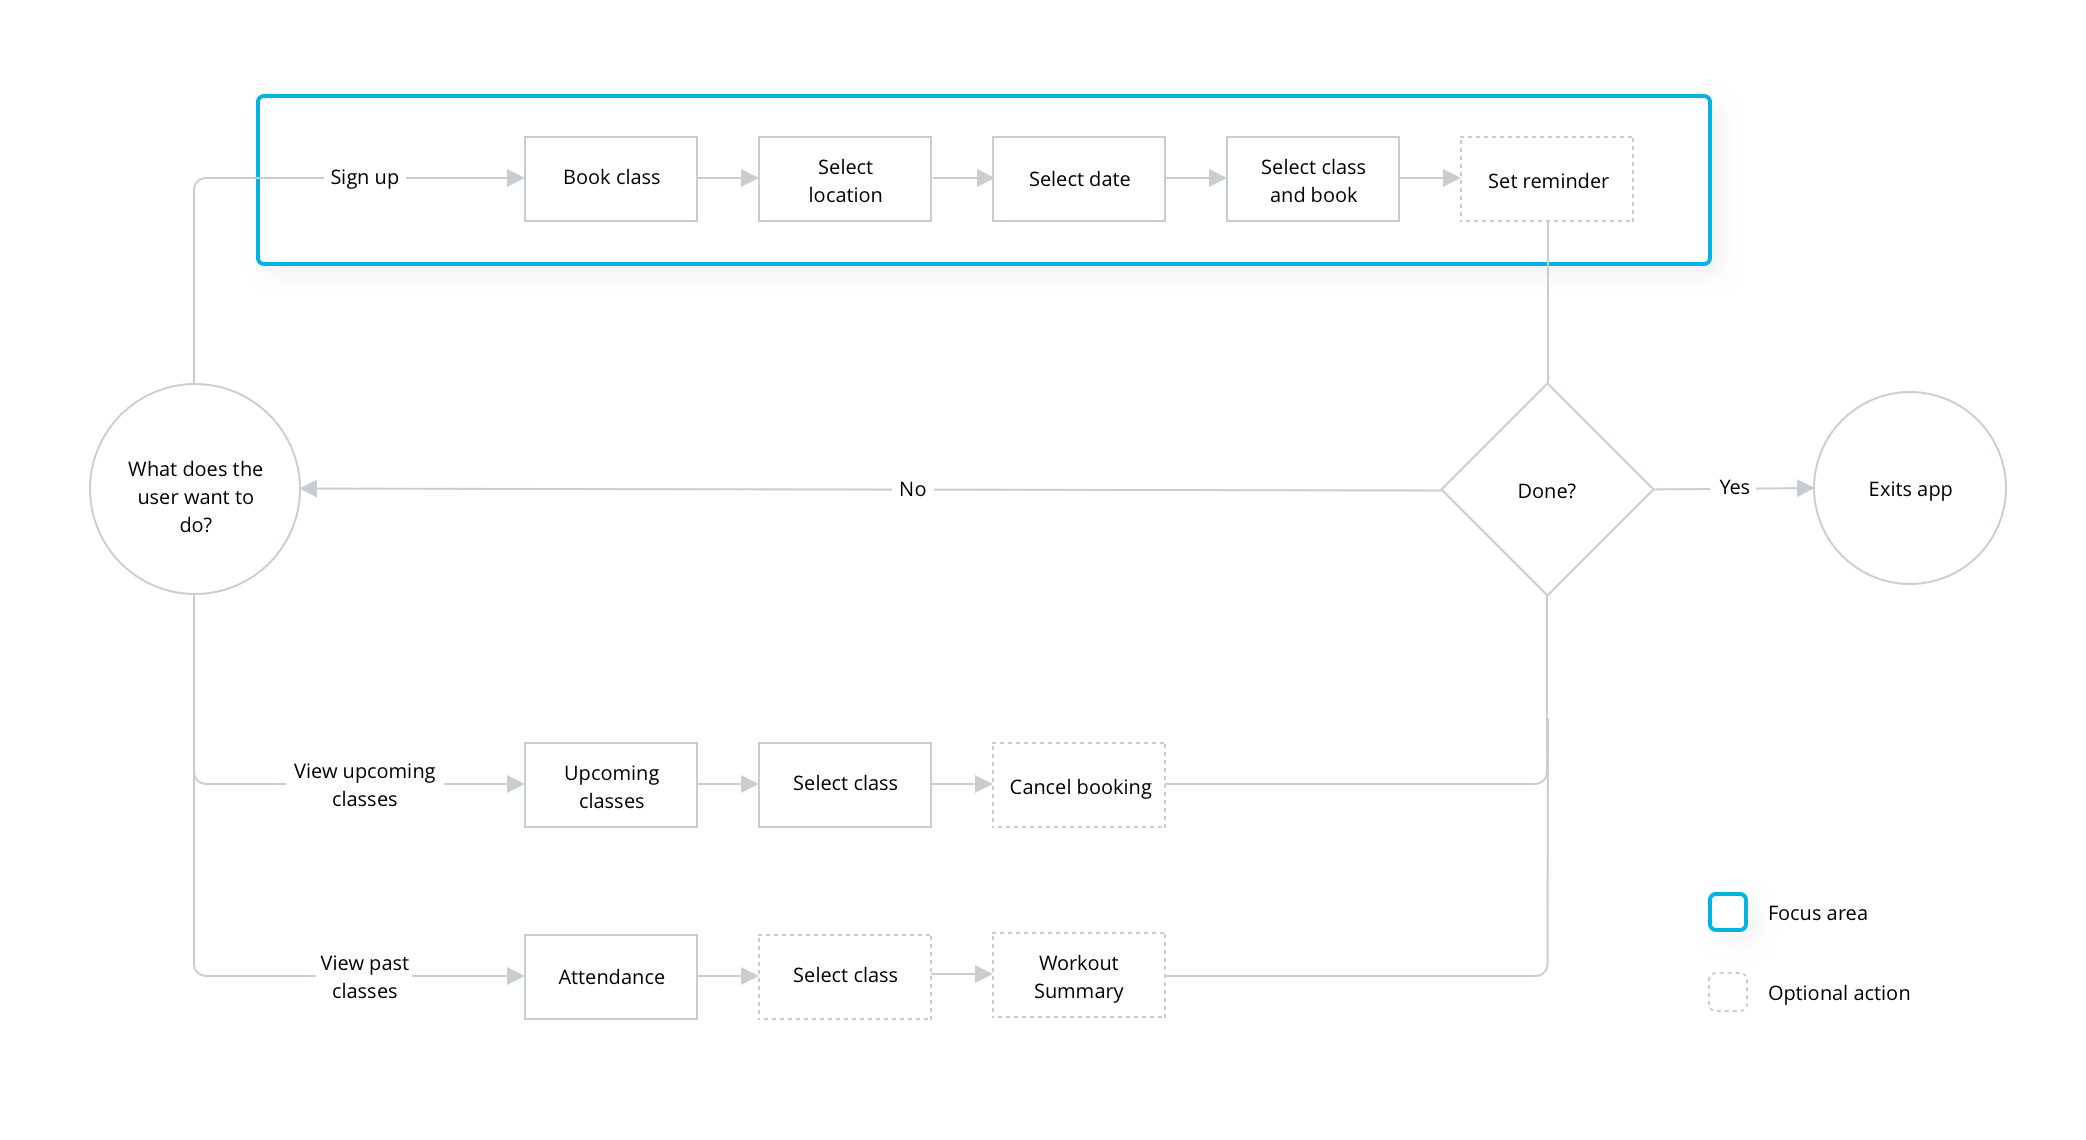 Sign up
Book class
Select
location
Select date
Select class
and book
Set reminder
What does the
user want to
do?
No
Done?
Yes
Exits app
View upcoming
classes
Upcoming
classes
Select class
Cancel booking
View past
classes
Attendance
Select class
Workout
Summary
Focus area
Optional action